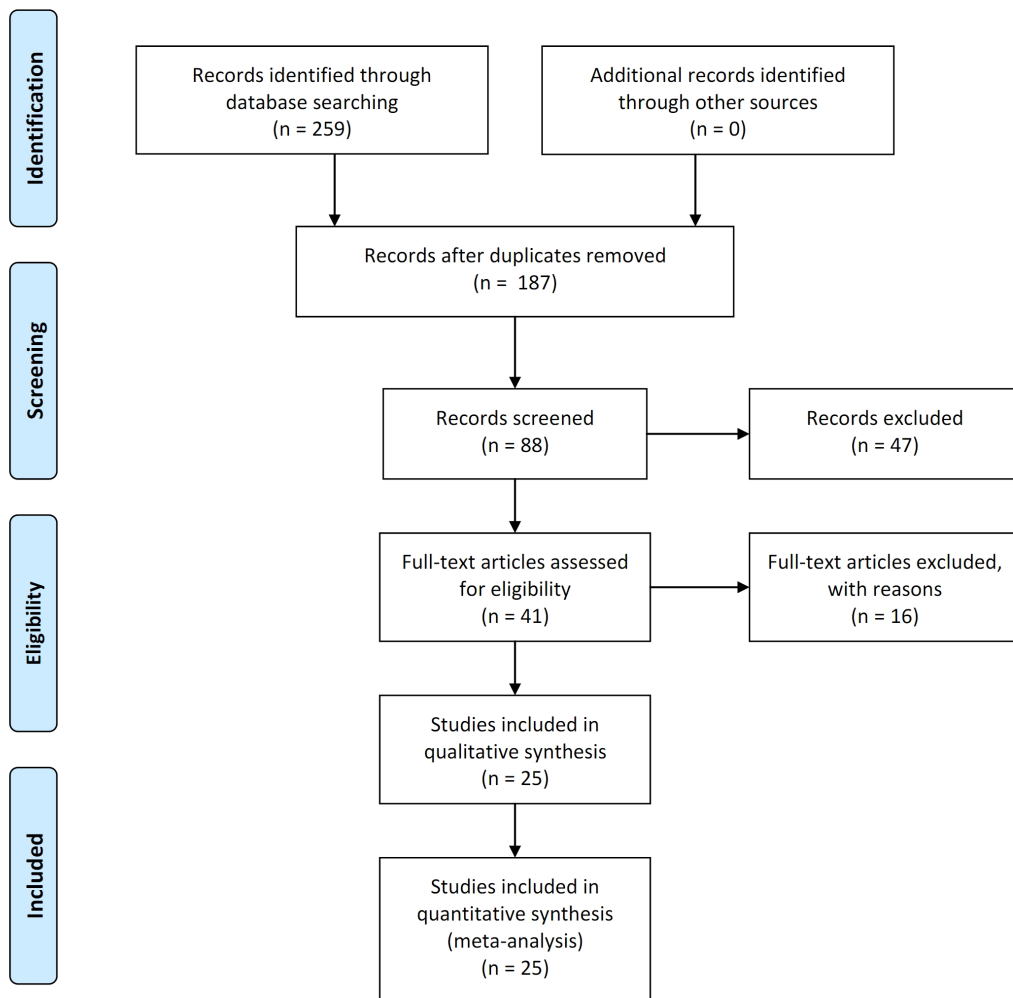 Identification
Records identified through
database searching
(n = 259)
Additional records identified
through other sources
(n = 0)
Records after duplicates removed
(n = 187)
Screening
Records screened
(n = 88)
Records excluded
(n = 47)
Eligibility
Full-text articles assessed
for eligibility
(n = 41)
Full-text articles excluded,
with reasons
(n = 16)
Studies included in
qualitative synthesis
(n = 25)
Included
Studies included in
quantitative synthesis
(meta-analysis)
(n = 25)